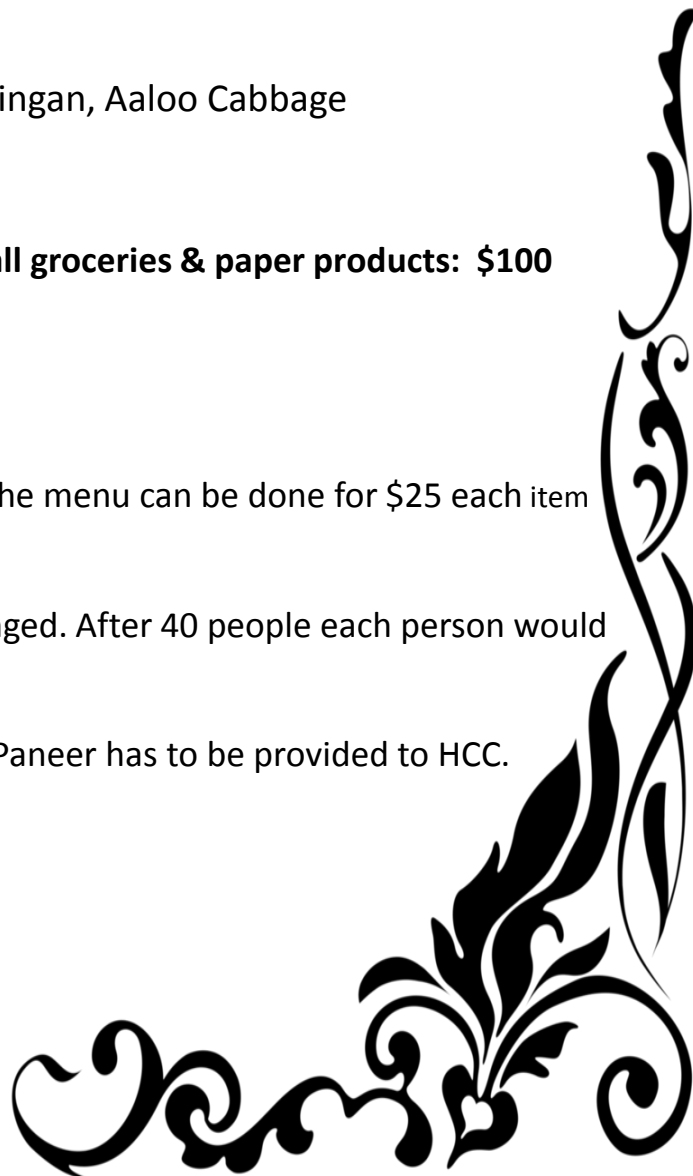 ingan, Aaloo Cabbage
all groceries & paper products: $100
he menu can be done for $25 each item
ged. After 40 people each person would
Paneer has to be provided to HCC.